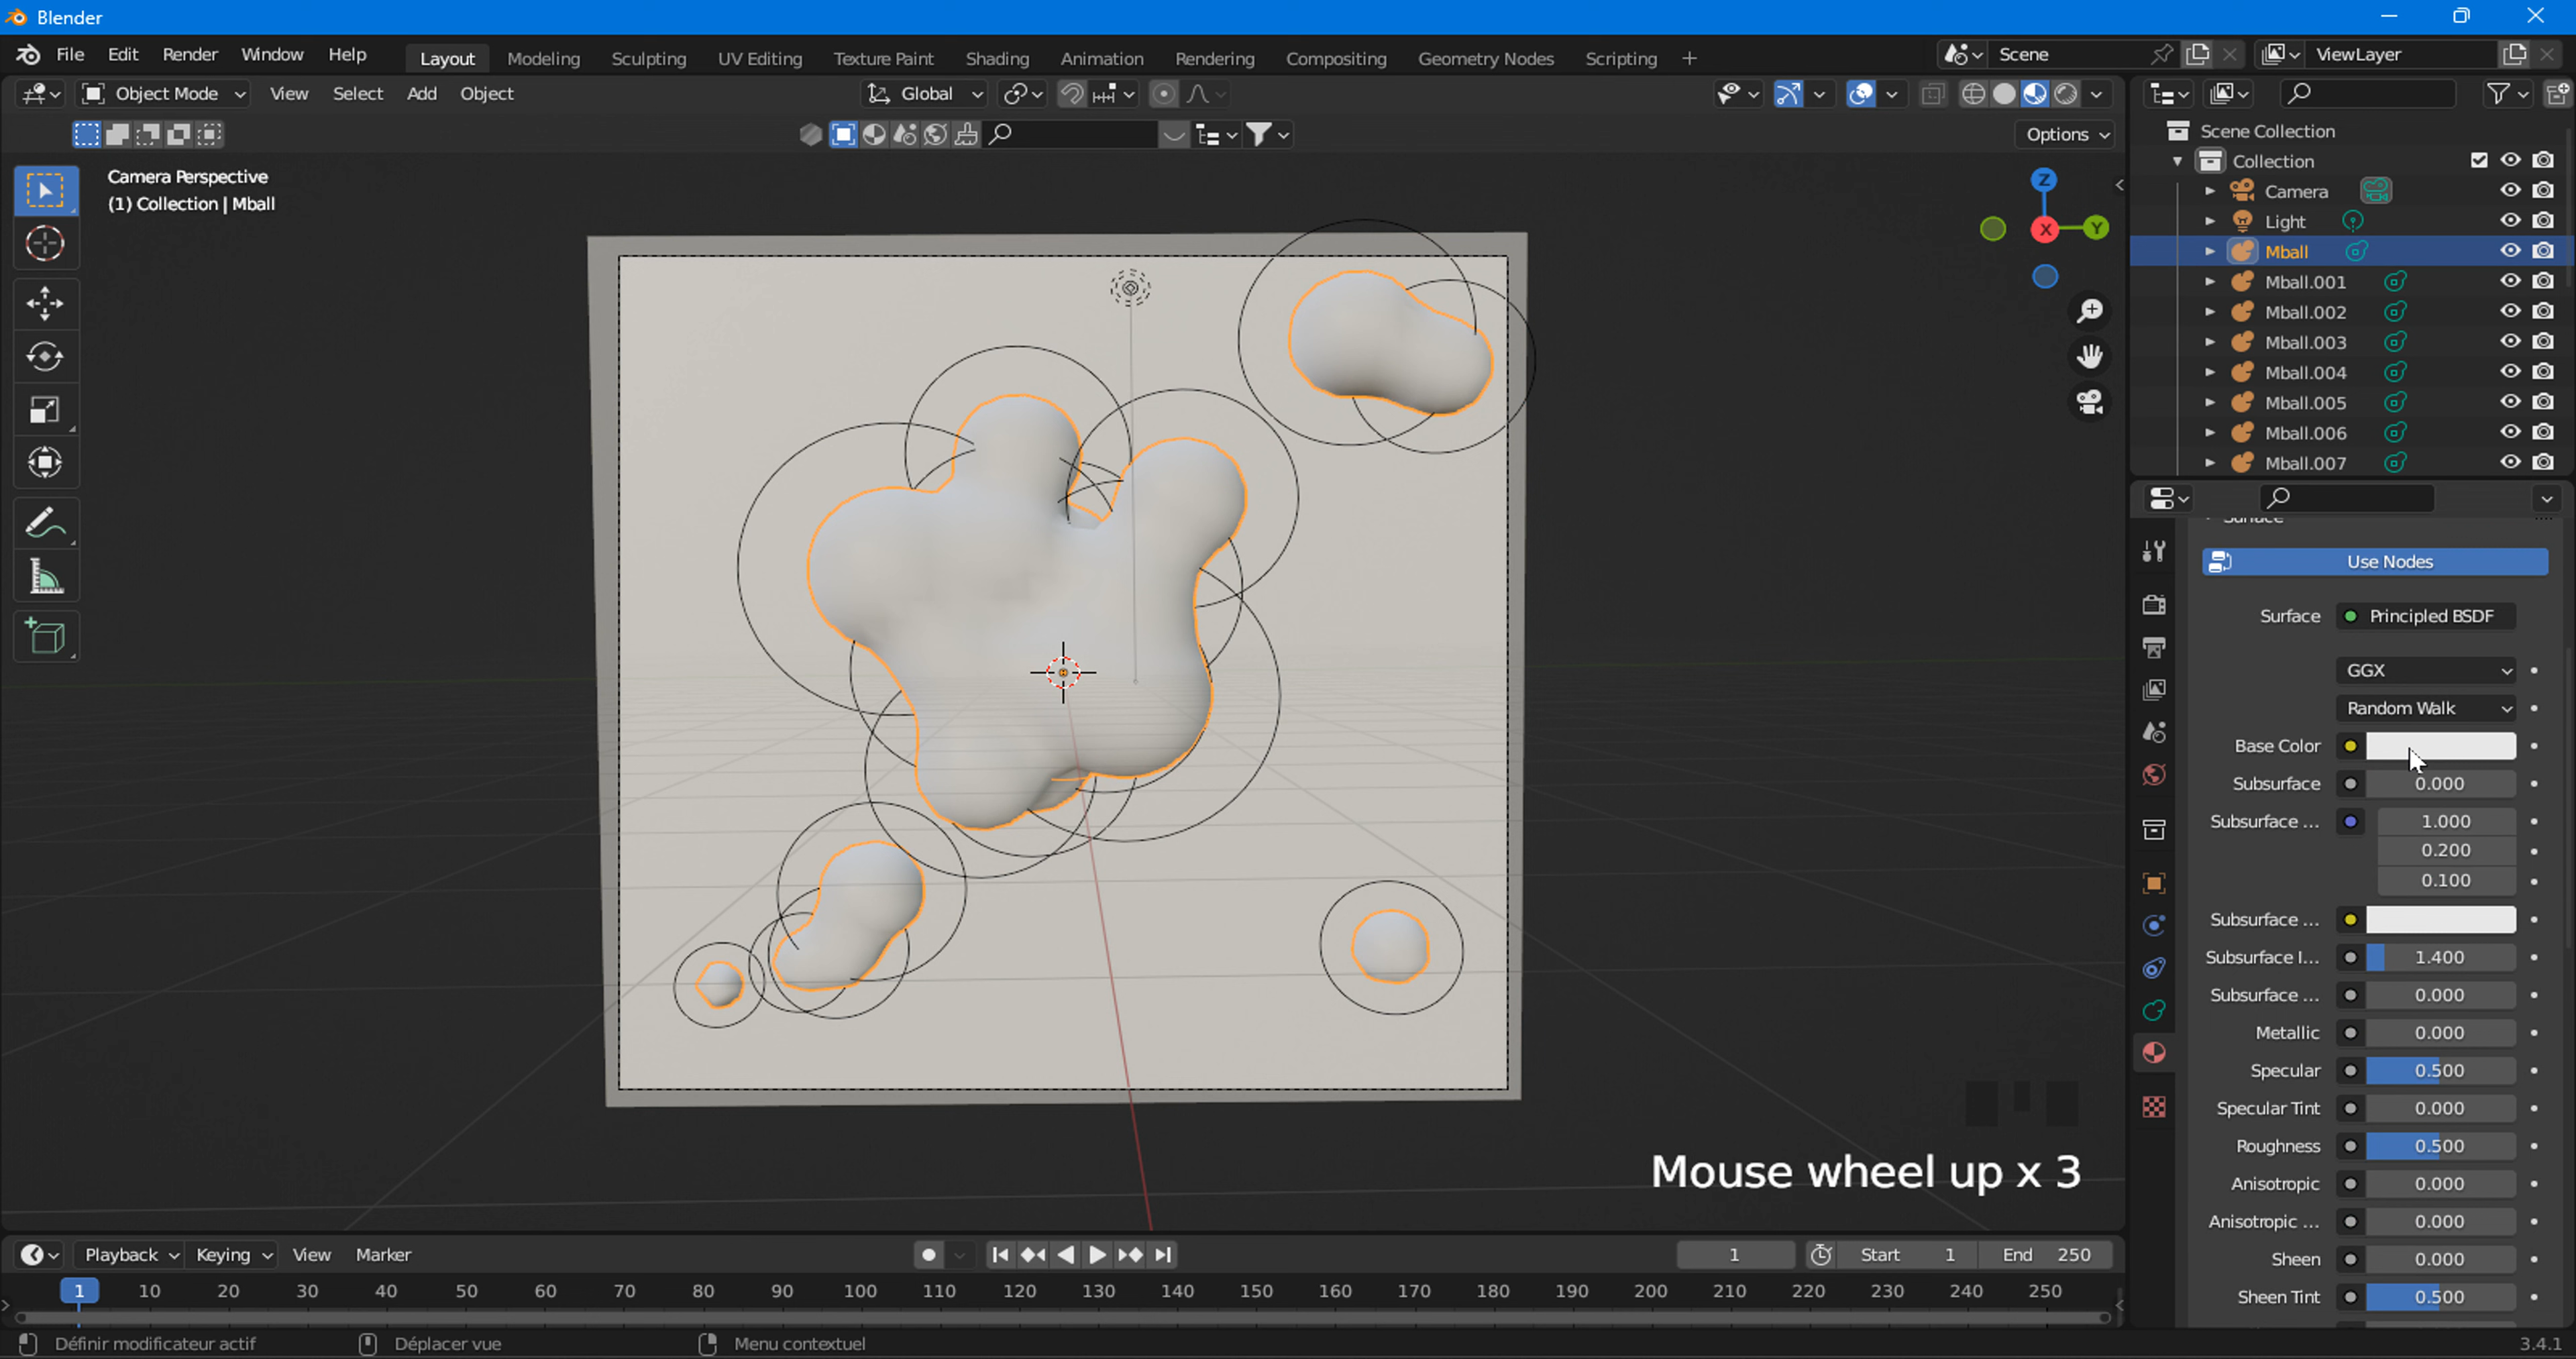 Blender
File Edit Render Window Help Layout Modeling Sculpting UV Editing Texture Paint Shading Animation Rendering Compositing Geometry Nodes Scripting + Scene ViewLayer
Object Mode View Select Add Object Global
Options
Camera Perspective
(1) Collection | Mball
Z
X
Y
Scene Collection
Collection
Camera
Light
Mball
Mball.001
Mball.002
Mball.003
Mball.004
Mball.005
Mball.006
Mball.007
Surface
Use Nodes
Surface Principled BSDF
GGX
Random Walk
Base Color
Subsurface 0.000
Subsurface ... 1.000
0.200
0.100
Subsurface ...
Subsurface I... 1.400
Subsurface ... 0.000
Metallic 0.000
Specular 0.500
Specular Tint 0.000
Roughness 0.500
Anisotropic 0.000
Anisotropic ... 0.000
Sheen 0.000
Sheen Tint 0.500
Mouse wheel up x 3
Playback Keying View Marker 1 Start 1 End 250
1 10 20 30 40 50 60 70 80 90 100 110 120 130 140 150 160 170 180 190 200 210 220 230 240 250
Définir modificateur actif Déplacer vue Menu contextuel 3.4.1